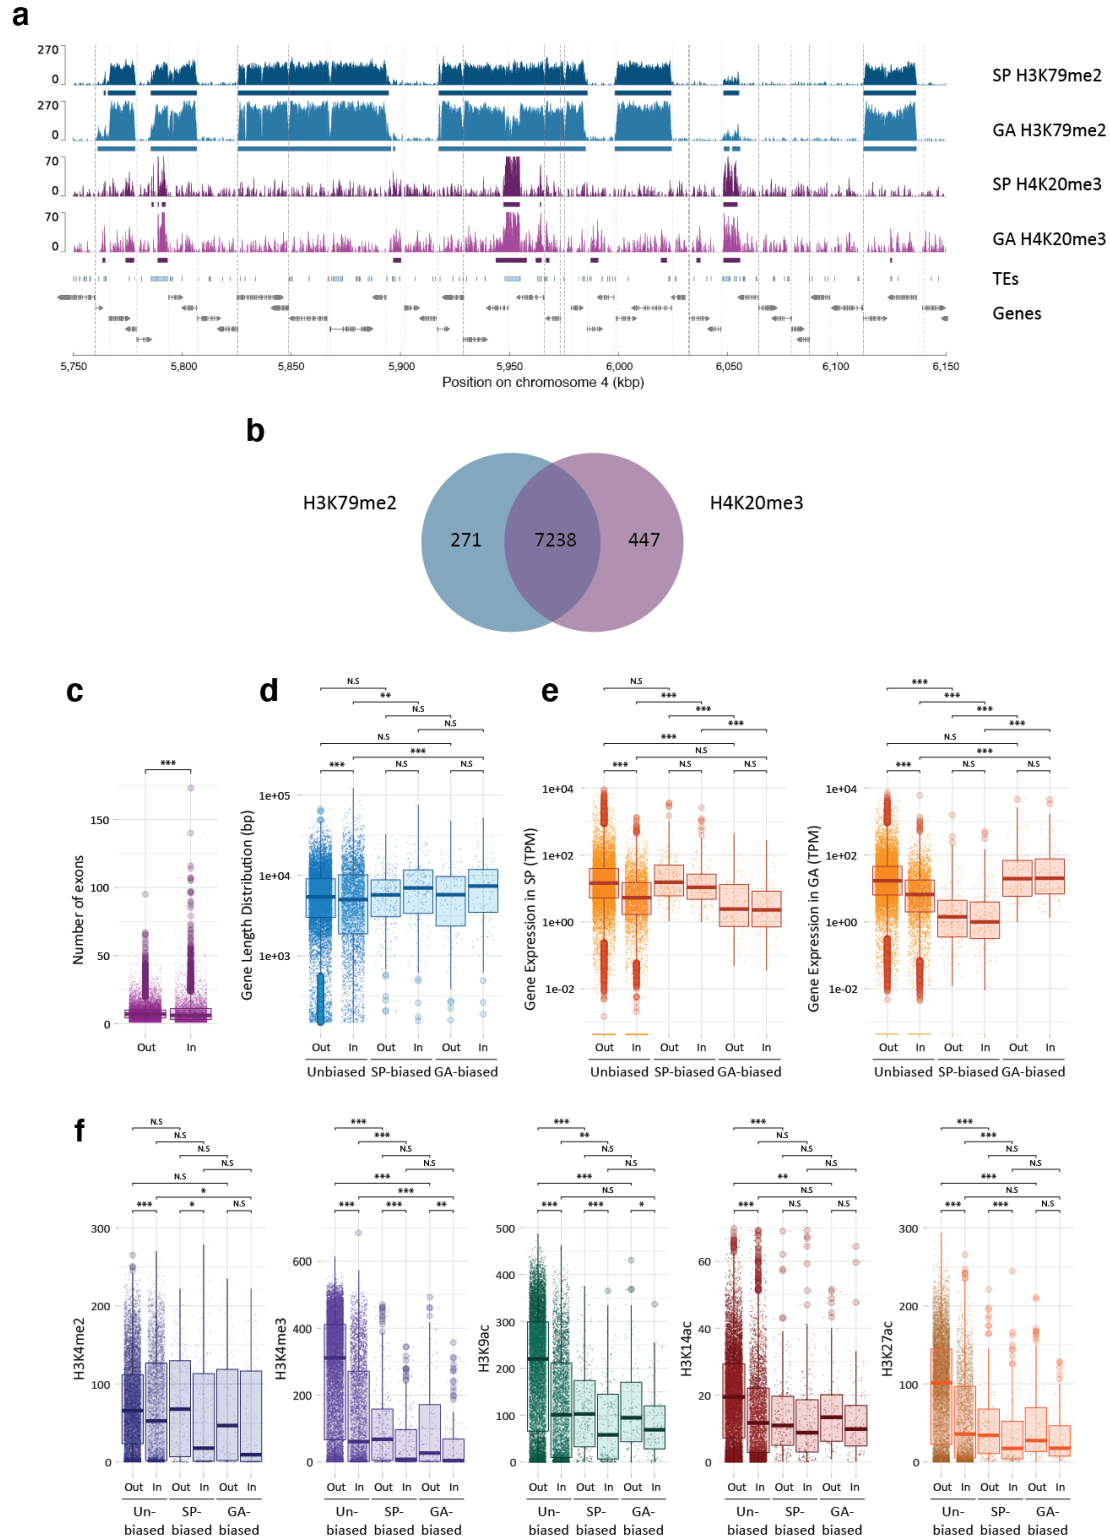 a
270
0
SP H3K79me2
270
0
GA H3K79me2
70
0
SP H4K20me3
70
0
GA H4K20me3
TEs
Genes
5,750 5,800 5,850 5,900 5,950 6,000 6,050 6,100 6,150
Position on chromosome 4 (kbp)
b
H3K79me2 H4K20me3
271 7238 447
c
***
Number of exons
150
100
50
0
Out In
d
N.S
**
N.S
N.S
N.S
***
*** N.S N.S
Gene Length Distribution (bp)
1e+05
1e+04
1e+03
Out In Out In Out In
Unbiased SP-biased GA-biased
e
N.S
***
***
***
***
N.S
*** N.S N.S
Gene Expression in SP (TPM)
1e+04
1e+02
1e+00
1e-02
Out In Out In Out In
Unbiased SP-biased GA-biased
***
***
***
***
N.S
***
*** N.S N.S
Gene Expression in GA (TPM)
1e+04
1e+02
1e+00
1e-02
Out In Out In Out In
Unbiased SP-biased GA-biased
f
N.S
N.S
N.S
N.S
N.S
*
*** * N.S
H3K4me2
300
200
100
0
Out In Out In Out In
Un- SP- GA-
biased biased biased
***
***
N.S
N.S
***
***
*** *** **
H3K4me3
600
400
200
0
Out In Out In Out In
Un- SP- GA-
biased biased biased
***
**
N.S
N.S
***
N.S
*** *** *
H3K9ac
500
400
300
200
100
0
Out In Out In Out In
Un- SP- GA-
biased biased biased
***
N.S
N.S
N.S
**
N.S
*** N.S N.S
H3K14ac
60
40
20
0
Out In Out In Out In
Un- SP- GA-
biased biased biased
***
***
N.S
N.S
***
N.S
*** *** N.S
H3K27ac
300
200
100
0
Out In Out In Out In
Un- SP- GA-
biased biased biased